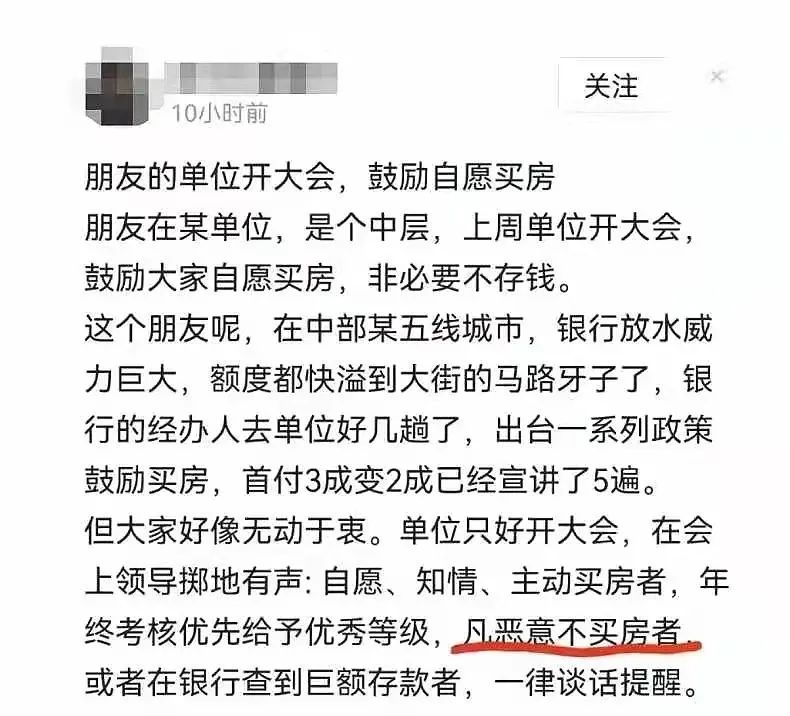 关注
10小时前
朋友的单位开大会，鼓励自愿买房
朋友在某单位，是个中层，上周单位开大会，
鼓励大家自愿买房，非必要不存钱。
这个朋友呢，在中部某五线城市，银行放水威
力巨大，额度都快溢到大街的马路牙子了，银
行的经办人去单位好几趟了，出台一系列政策
鼓励买房，首付3成变2成已经宣讲了5遍。
但大家好像无动于衷。单位只好开大会，在会
上领导掷地有声: 自愿、知情、主动买房者，年
终考核优先给予优秀等级，凡恶意不买房者，
或者在银行查到巨额存款者，一律谈话提醒。